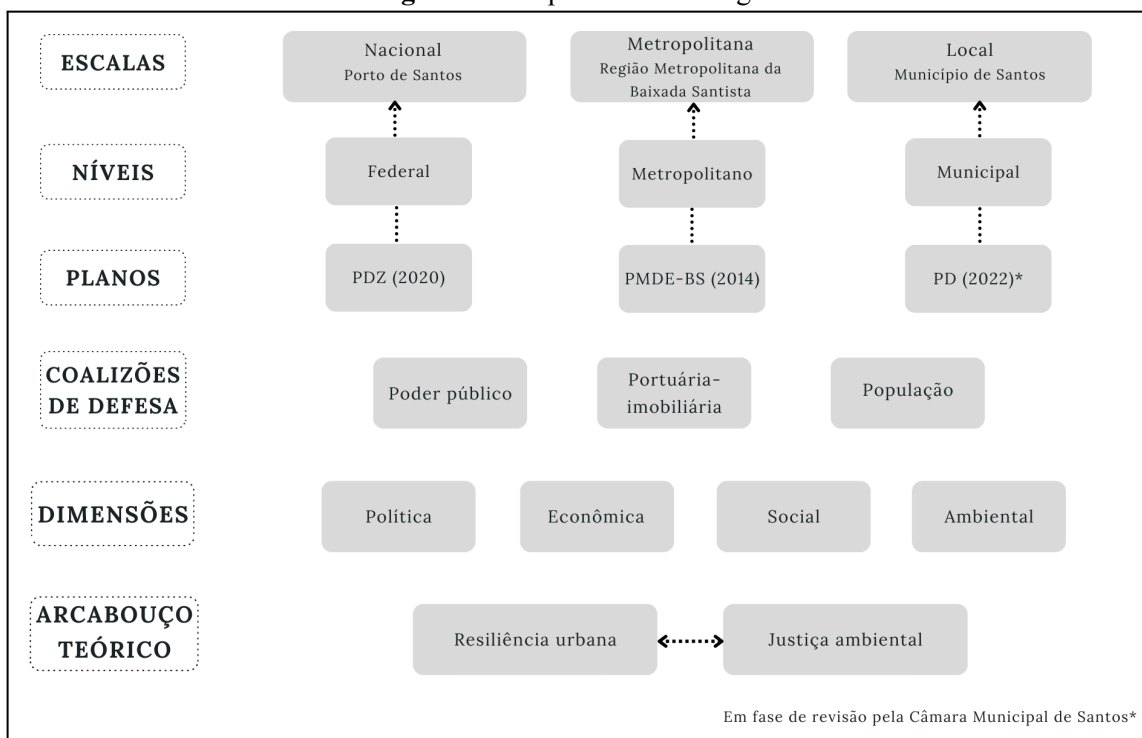 ESCALAS
Nacional
Porto de Santos
Metropolitana
Região Metropolitana da
Baixada Santista
Local
Município de Santos
NÍVEIS
Federal
Metropolitano
Municipal
PLANOS
PDZ (2020)
PMDE-BS (2014)
PD (2022)*
COALIZÕES
DE DEFESA
Poder público
Portuária-
imobiliária
População
DIMENSÕES
Política
Econômica
Social
Ambiental
ARCABOUÇO
TEÓRICO
Resiliência urbana
Justiça ambiental
Em fase de revisão pela Câmara Municipal de Santos*